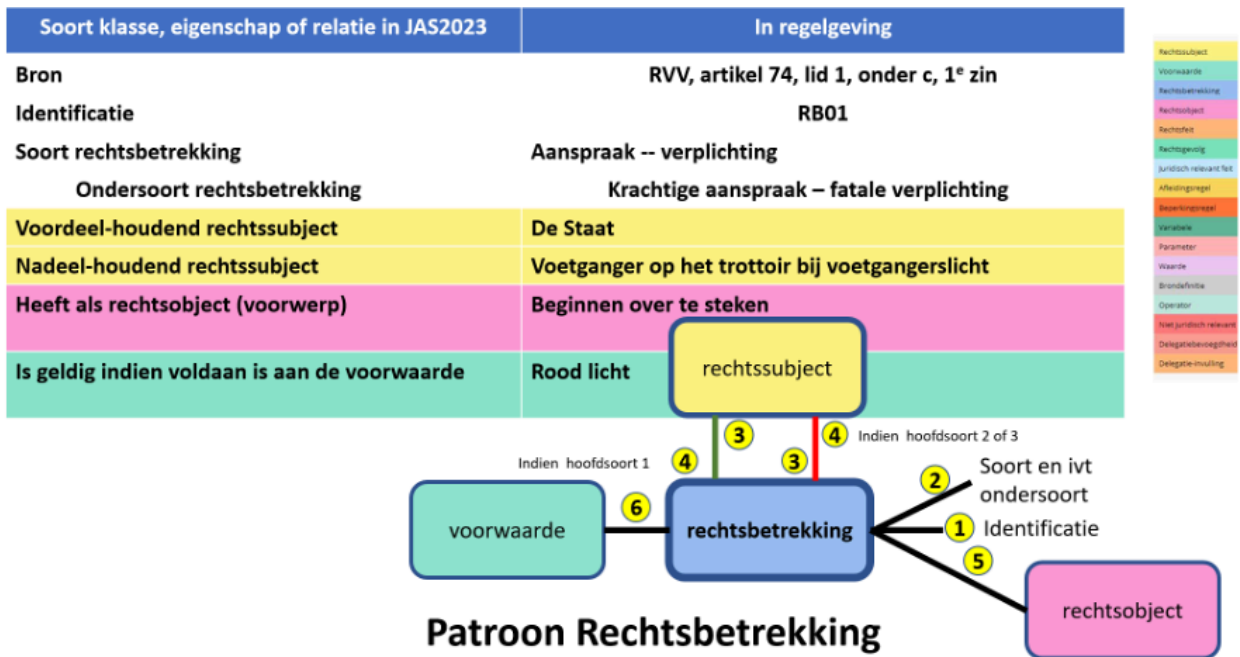 Soort klasse, eigenschap of relatie in JAS2023
In regelgeving
Bron
RVV, artikel 74, lid 1, onder c, 1e zin
Identificatie
RB01
Soort rechtsbetrekking
Aanspraak -- verplichting
Ondersoort rechtsbetrekking
Krachtige aanspraak – fatale verplichting
Voordeel-houdend rechtssubject
De Staat
Nadeel-houdend rechtssubject
Voetganger op het trottoir bij voetgangerslicht
Heeft als rechtsobject (voorwerp)
Beginnen over te steken
Is geldig indien voldaan is aan de voorwaarde
Rood licht
Rechtssubject
Voorwaarde
Rechtsbetrekking
Rechtsobject
Rechtsfeit
Rechtsgevolg
Juridisch relevant feit
Afleidingsregel
Beperkingsregel
Variabele
Parameter
Waarde
Brondefinitie
Operator
Niet juridisch relevant
Delegatiebevoegdheid
Delegatie-invulling
rechtssubject
3
4
Indien hoofdsoort 2 of 3
Indien hoofdsoort 1
4
3
2
Soort en ivt
ondersoort
voorwaarde
6
rechtsbetrekking
1
Identificatie
5
rechtsobject
Patroon Rechtsbetrekking